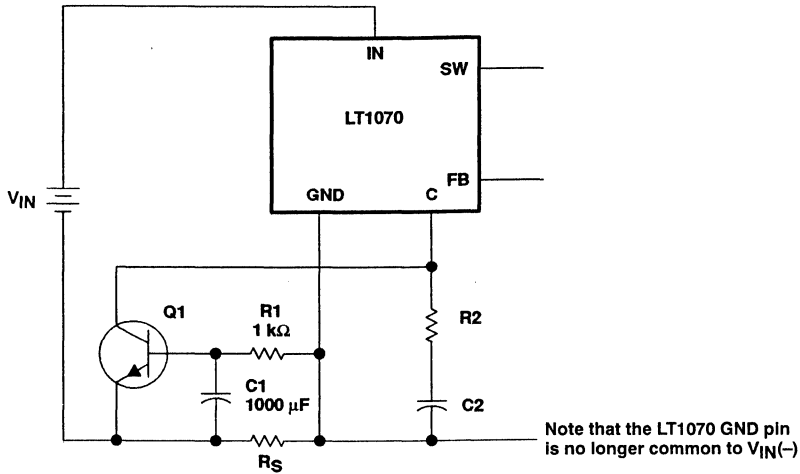 IN
SW
LT1070
FB
GND
C
VIN
Q1
R1
1 kΩ
R2
C1
1000 µF
C2
RS
Note that the LT1070 GND pin
is no longer common to VIN(–)